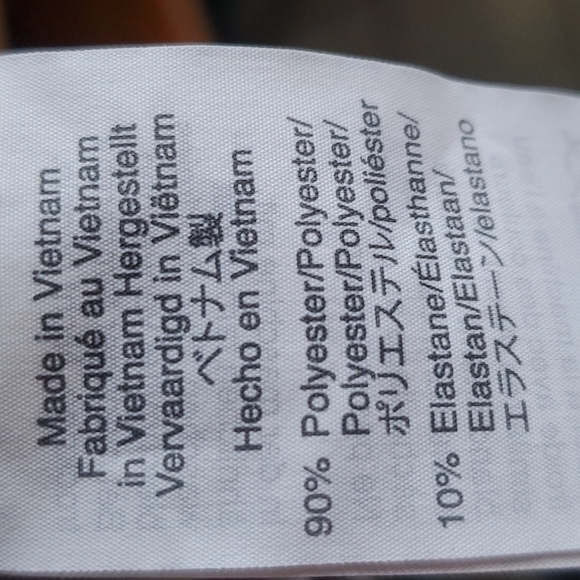 Made in Vietnam
Fabriqué au Vietnam
in Vietnam Hergestellt
Vervaardigd in Viëtnam
ベトナム製
Hecho en Vietnam
90% Polyester/Polyester/
Polyester/Polyester/
ポリエステル/poliéster
10% Elastane/Élasthanne/
Elastan/Elastaan/
エラステーン/elastano